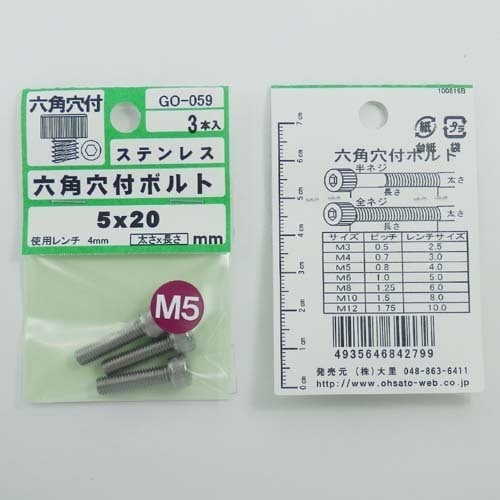 六角穴付
GO-059
3本入
ステンレス
六角穴付ボルト
5x20
使用レンチ 4mm
太さx長さ mm
M5
100816B
紙
台紙
プラ
袋
六角穴付ボルト
半ネジ
太さ
長さ
全ネジ
太さ
長さ
サイズ ピッチ レンチサイズ
M3 0.5 2.5
M4 0.7 3.0
M5 0.8 4.0
M6 1.0 5.0
M8 1.25 6.0
M10 1.5 8.0
M12 1.75 10.0
4935646842799
発売元 (株)大里 048-863-6411
http://www.ohsato-web.co.jp
7cm
6
5
4
3
2
1
0cm